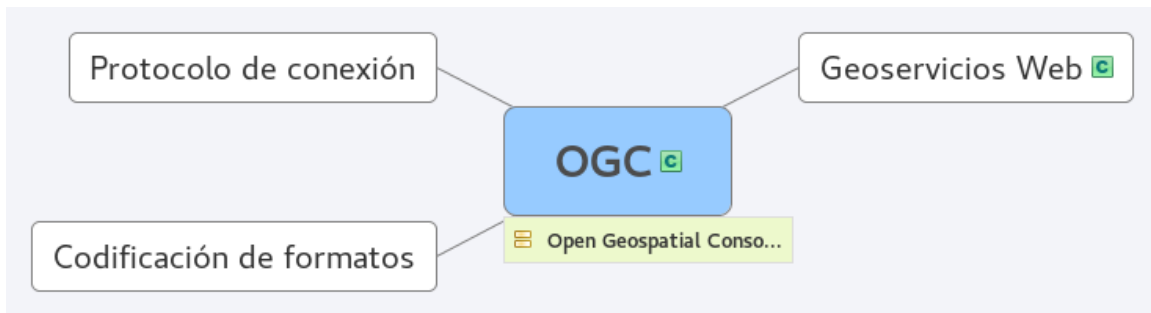 Protocolo de conexión
Geoservicios Web C
OGC C
Open Geospatial Conso...
Codificación de formatos